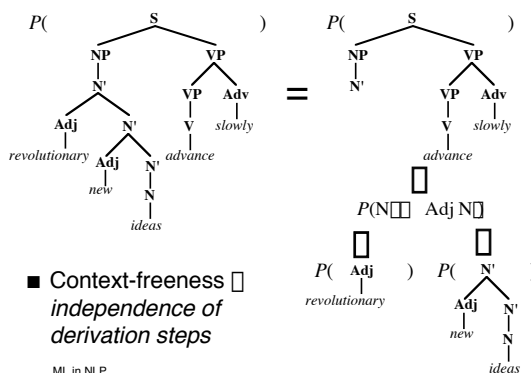 P( S ) = P( S )
NP VP NP VP
N' VP Adv N' VP Adv
Adj N' V slowly V slowly
revolutionary Adj N' advance advance
new N
ideas
P(N▯▯ Adj N▯)
▯ ▯
P( Adj ) P( N' )
revolutionary Adj N'
new N
ideas
■ Context-freeness ▯
independence of
derivation steps
ML in NLP